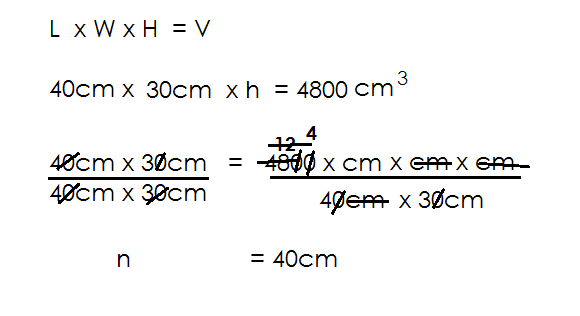 L x W x H = V
40cm x 30cm x h = 4800 cm³
12 4
40cm x 30cm = 4800 x cm x cm x cm
40cm x 30cm 40cm x 30cm
n = 40cm